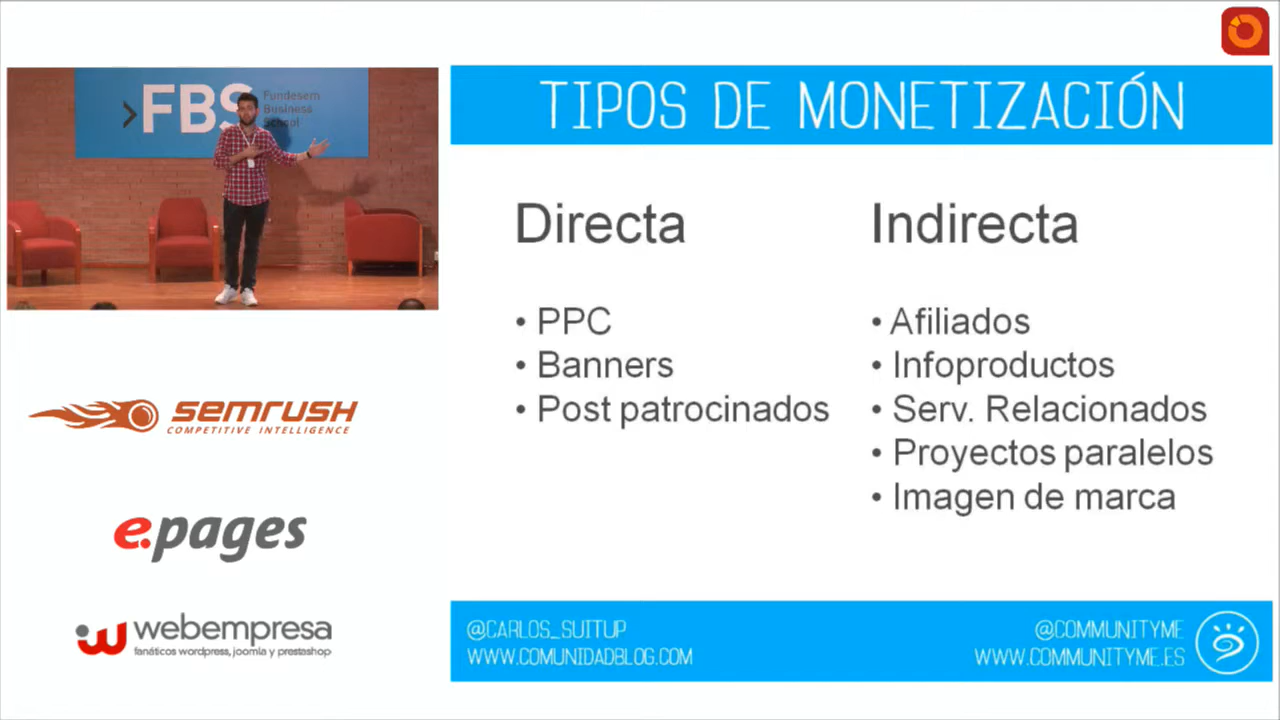 FBS
Fundesem
Business
School
TIPOS DE MONETIZACIÓN
Directa
• PPC
• Banners
• Post patrocinados
Indirecta
• Afiliados
• Infoproductos
• Serv. Relacionados
• Proyectos paralelos
• Imagen de marca
semrush
COMPETITIVE INTELLIGENCE
e.pages
webempresa
fanáticos wordpress, joomla y prestashop
@CARLOS_SUITUP
WWW.COMUNIDADBLOG.COM
@COMMUNITYME
WWW.COMMUNITYME.ES